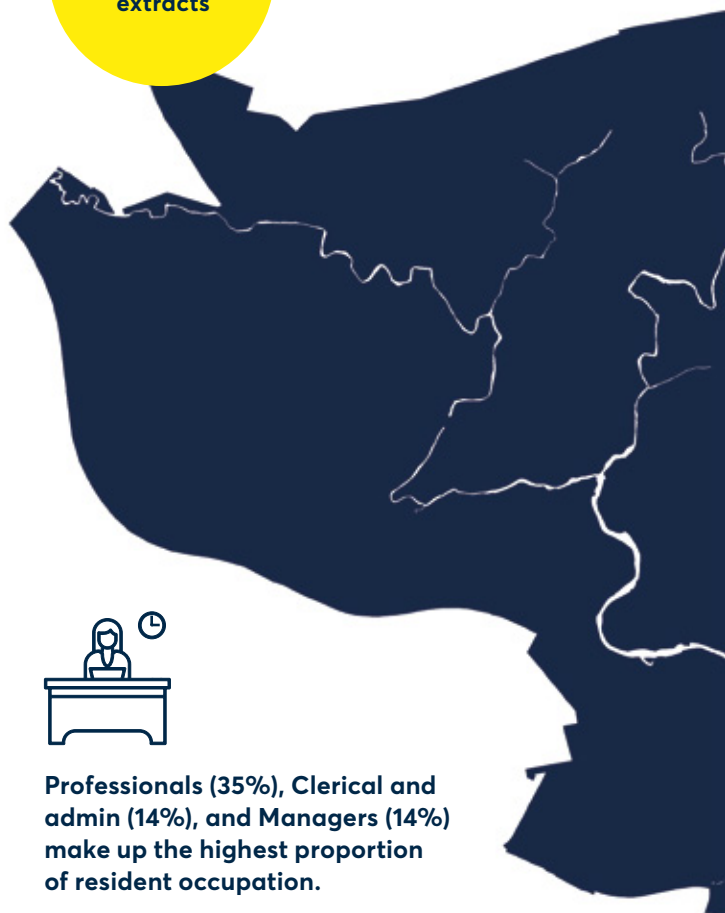 extracts
Professionals (35%), Clerical and
admin (14%), and Managers (14%)
make up the highest proportion
of resident occupation.